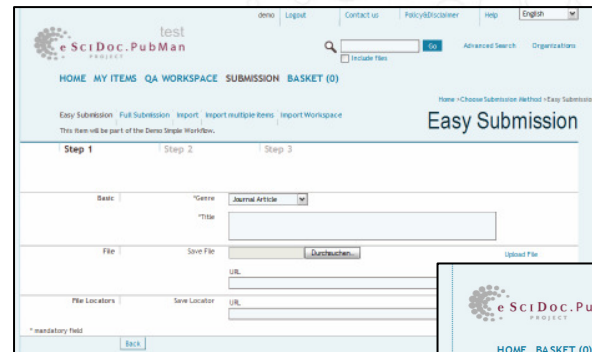 demo Logout Contact us Policy&Disclaimer Help English
test
eSciDoc.PubMan
PROJECT
Go Advanced Search Organizations
Include files
HOME MY ITEMS QA WORKSPACE SUBMISSION BASKET (0)
Home >Choose Submission Method >Easy Submissio
Easy Submission Full Submission Import Import multiple items Import Workspace
Easy Submission
This item will be part of the Demo Simple Workflow.
Step 1 Step 2 Step 3
Basic *Genre Journal Article
*Title
File Save File Durchsuchen... Upload File
URL
File Locators Save Locator URL
* mandatory field
Back
eSciDoc.Pu
PROJECT
HOME BASKET (0)